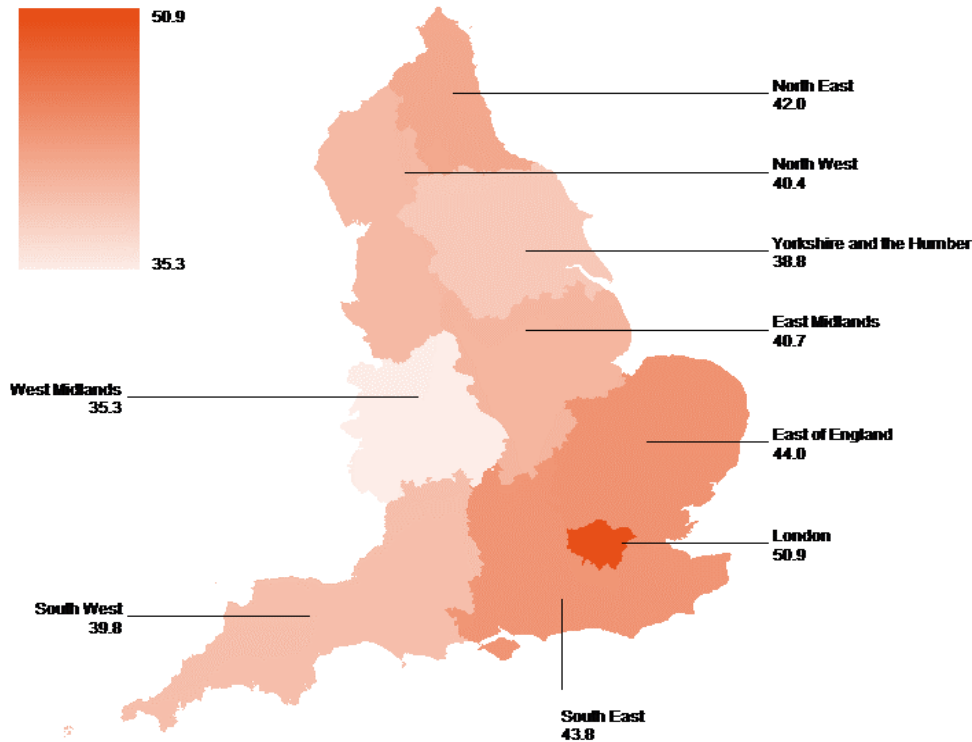 50.9
35.3
North East
42.0
North West
40.4
Yorkshire and the Humber
38.8
East Midlands
40.7
West Midlands
35.3
East of England
44.0
London
50.9
South West
39.8
South East
43.8